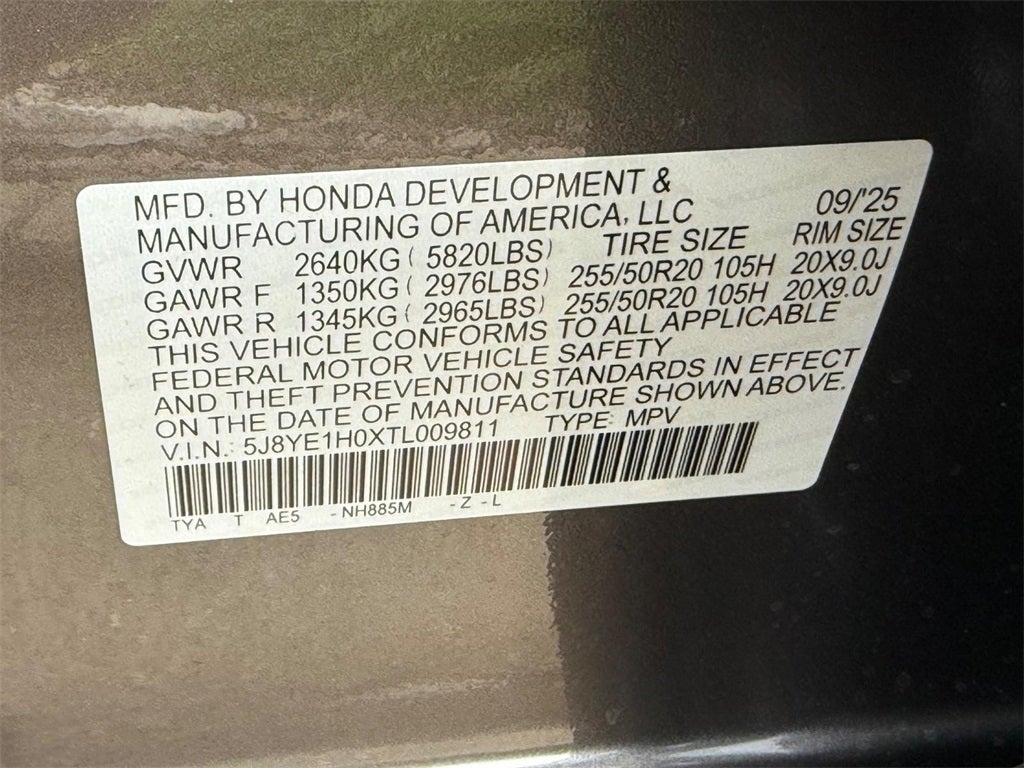 MFD. BY HONDA DEVELOPMENT &
MANUFACTURING OF AMERICA, LLC 09/'25
GVWR 2640KG ( 5820LBS) TIRE SIZE RIM SIZE
GAWR F 1350KG ( 2976LBS) 255/50R20 105H 20X9.0J
GAWR R 1345KG ( 2965LBS) 255/50R20 105H 20X9.0J
THIS VEHICLE CONFORMS TO ALL APPLICABLE
FEDERAL MOTOR VEHICLE SAFETY
AND THEFT PREVENTION STANDARDS IN EFFECT
ON THE DATE OF MANUFACTURE SHOWN ABOVE.
V.I.N.: 5J8YE1H0XTL009811 TYPE: MPV
TYA T AE5 -NH885M -Z-L